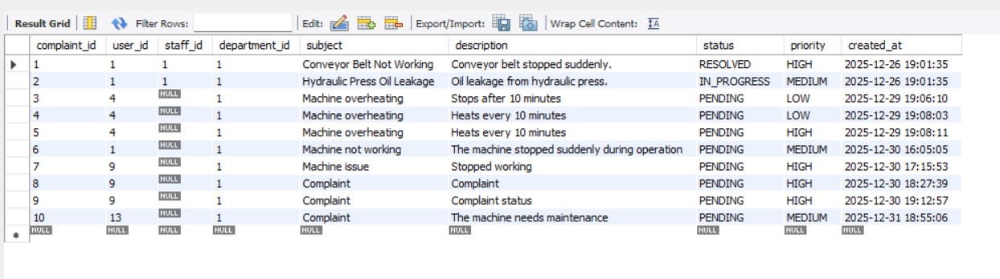 Result Grid Filter Rows: Edit: Export/Import: Wrap Cell Content: IA
complaint_id user_id staff_id department_id subject description status priority created_at
1 1 1 1 Conveyor Belt Not Working Conveyor belt stopped suddenly. RESOLVED HIGH 2025-12-26 19:01:35
2 1 1 1 Hydraulic Press Oil Leakage Oil leakage from hydraulic press. IN_PROGRESS MEDIUM 2025-12-26 19:01:35
3 4 NULL 1 Machine overheating Stops after 10 minutes PENDING LOW 2025-12-29 19:06:10
4 4 NULL 1 Machine overheating Heats every 10 minutes PENDING LOW 2025-12-29 19:08:03
5 4 NULL 1 Machine overheating Heats every 10 minutes PENDING HIGH 2025-12-29 19:08:11
6 1 NULL 1 Machine not working The machine stopped suddenly during operation PENDING MEDIUM 2025-12-30 16:05:05
7 9 NULL 1 Machine issue Stopped working PENDING HIGH 2025-12-30 17:15:53
8 9 NULL 1 Complaint Complaint PENDING HIGH 2025-12-30 18:27:39
9 9 NULL 1 Complaint Complaint status PENDING HIGH 2025-12-30 19:12:57
10 13 NULL 1 Complaint The machine needs maintenance PENDING MEDIUM 2025-12-31 18:55:06
NULL NULL NULL NULL NULL NULL NULL NULL NULL